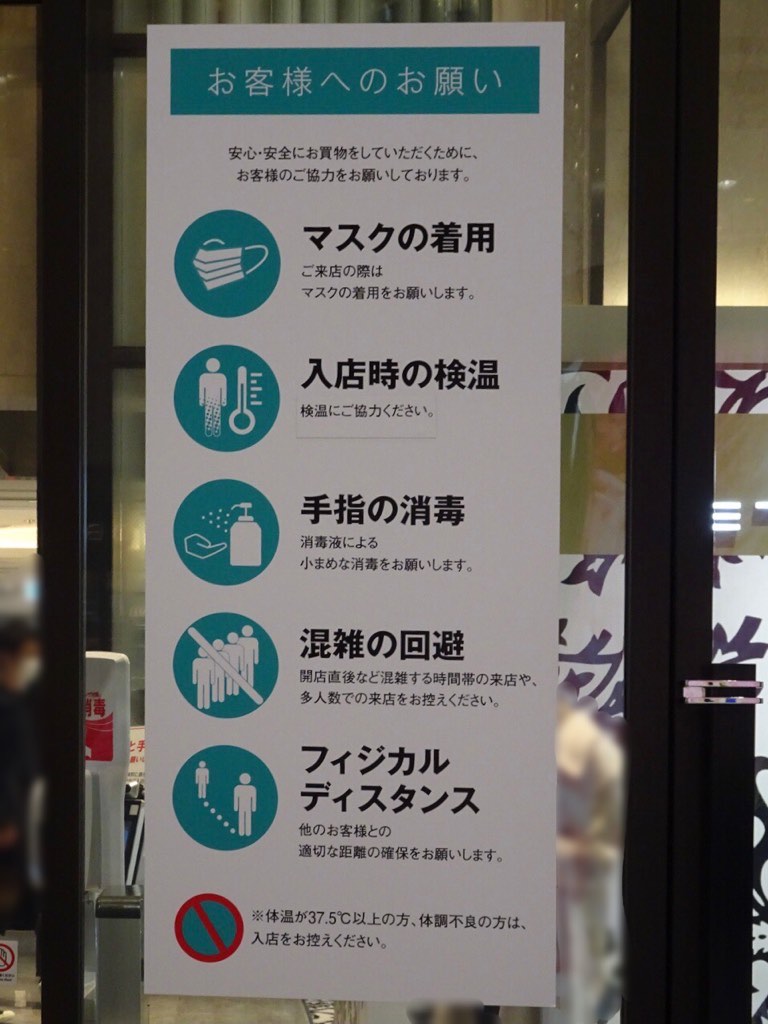 お客様へのお願い
安心・安全にお買物をしていただくために、
お客様のご協力をお願いしております。
マスクの着用
ご来店の際は
マスクの着用をお願いします。
入店時の検温
検温にご協力ください。
手指の消毒
消毒液による
小まめな消毒をお願いします。
混雑の回避
開店直後など混雑する時間帯の来店や、
多人数での来店をお控えください。
フィジカル
ディスタンス
他のお客様との
適切な距離の確保をお願いします。
※体温が37.5℃以上の方、体調不良の方は、
入店をお控えください。
消毒